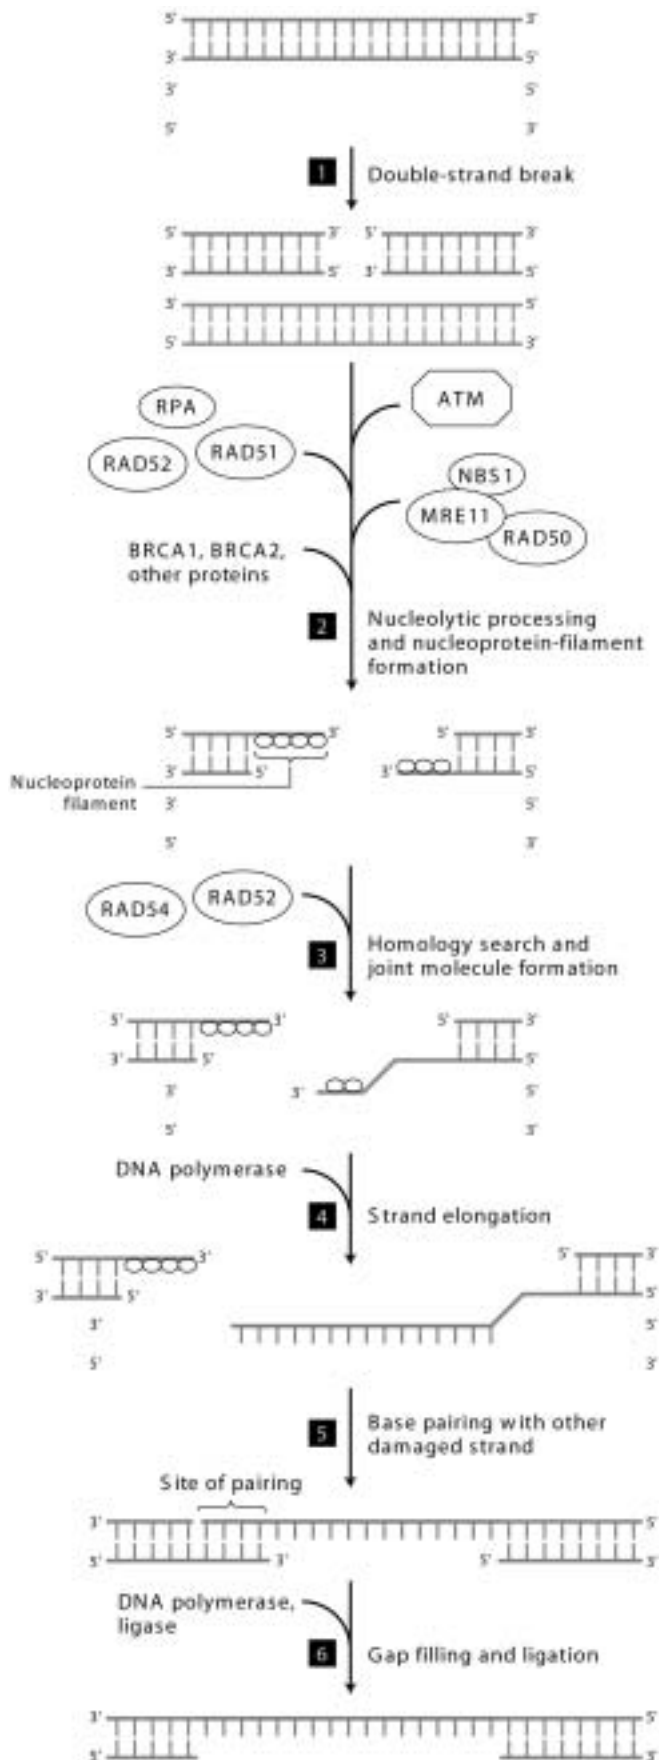 5' 3'
3' 5'
3' 5'
5' 3'
1 Double-strand break
5' 3' 5' 3'
3' 5' 3' 5'
3' 5'
5' 3'
RPA
ATM
RAD52
RAD51
NBS1
MRE11
RAD50
BRCA1, BRCA2,
other proteins
2 Nucleolytic processing
and nucleoprotein-filament
formation
5' 3' 5' 3'
3' 5' 3' 5'
Nucleoprotein
filament
3' 5'
5' 3'
RAD54
RAD52
3 Homology search and
joint molecule formation
5' 3' 5' 3'
3' 5' 5'
3' 3' 5'
5' 3'
DNA polymerase
4 Strand elongation
5' 3' 5' 3'
3' 5' 5'
3' 5'
5' 3'
5 Base pairing with other
damaged strand
Site of pairing
3' 5'
5' 3' 5' 3'
DNA polymerase,
ligase
6 Gap filling and ligation
3' 5'
5' 3'